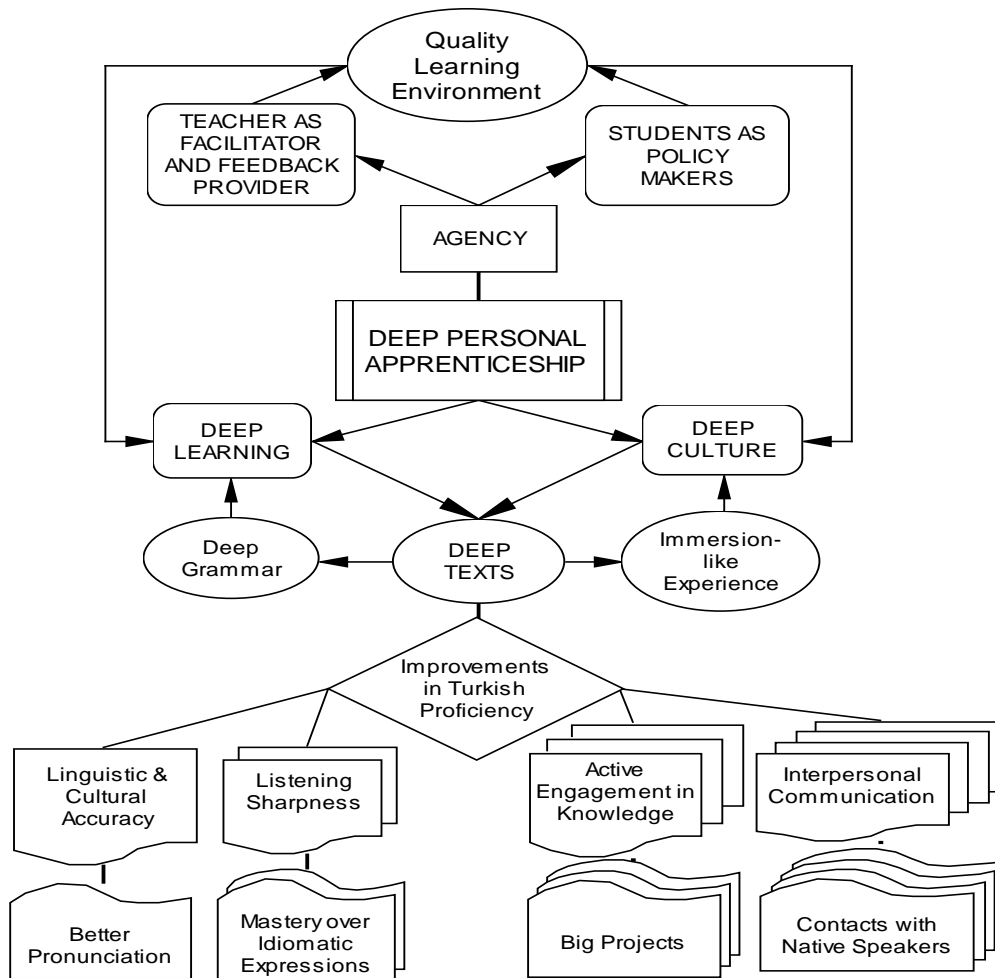 Quality
Learning
Environment
TEACHER AS
FACILITATOR
AND FEEDBACK
PROVIDER
STUDENTS AS
POLICY
MAKERS
AGENCY
DEEP PERSONAL
APPRENTICESHIP
DEEP
LEARNING
DEEP
CULTURE
Deep
Grammar
DEEP
TEXTS
Immersion-
like
Experience
Improvements
in Turkish
Proficiency
Linguistic &
Cultural
Accuracy
Listening
Sharpness
Active
Engagement in
Knowledge
Interpersonal
Communication
Better
Pronunciation
Mastery over
Idiomatic
Expressions
Big Projects
Contacts with
Native Speakers